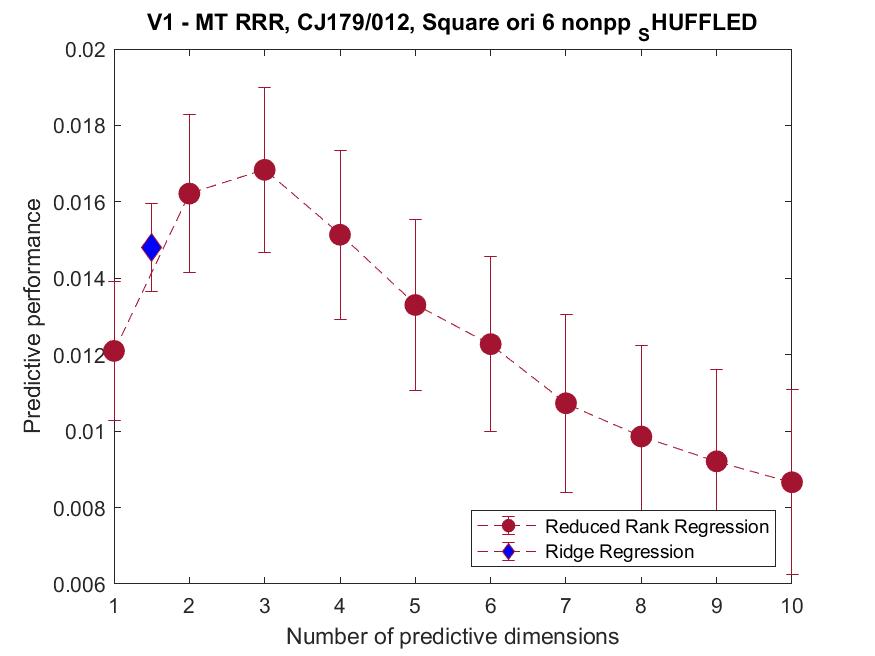 V1 - MT RRR, CJ179/012, Square ori 6 nonpp SHUFFLED
0.02
0.018
0.016
0.014
0.012
0.01
0.008
0.006
Predictive performance
1 2 3 4 5 6 7 8 9 10
Number of predictive dimensions
Reduced Rank Regression
Ridge Regression